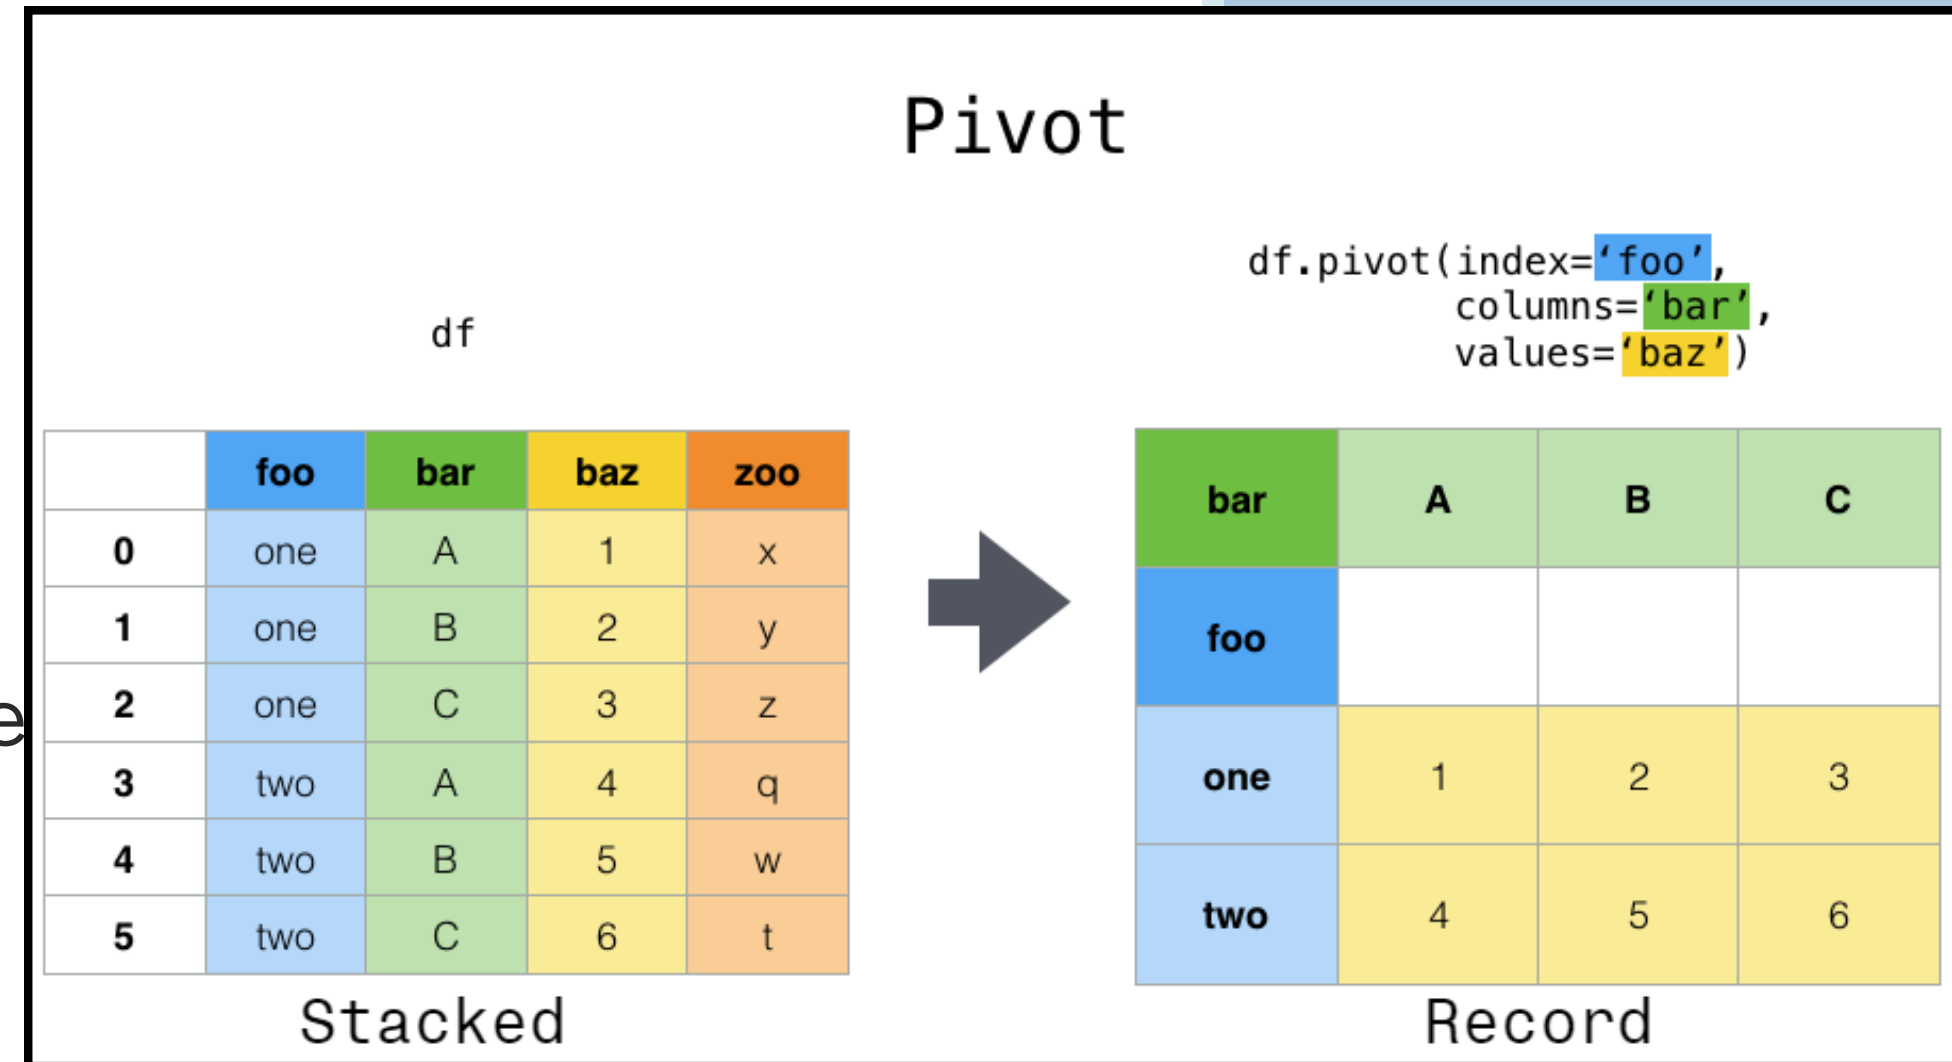 Pivot
df
df.pivot(index=‘foo’,
columns=‘bar’,
values=‘baz’)
foo bar baz zoo
0 one A 1 x
1 one B 2 y
2 one C 3 z
3 two A 4 q
4 two B 5 w
5 two C 6 t
Stacked
bar A B C
foo
one 1 2 3
two 4 5 6
Record
e